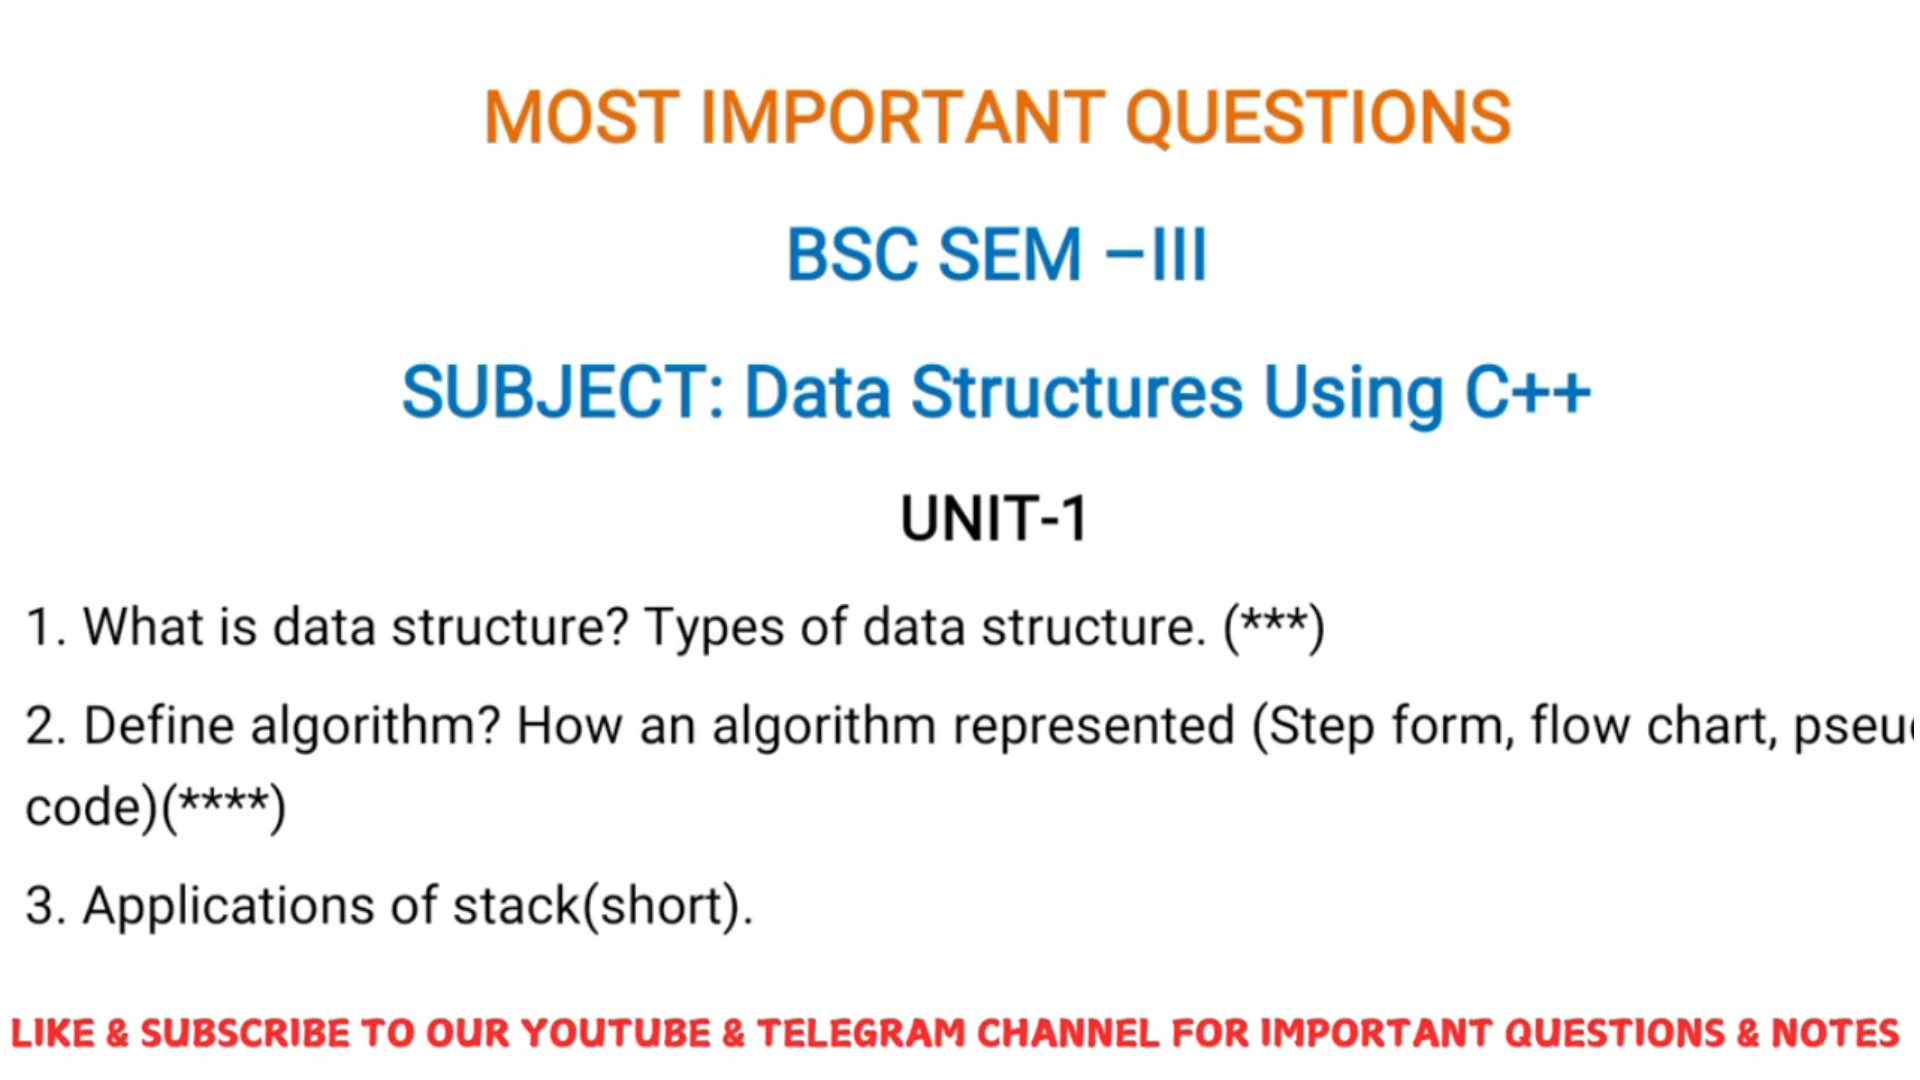 MOST IMPORTANT QUESTIONS
BSC SEM –III
SUBJECT: Data Structures Using C++
UNIT-1
1. What is data structure? Types of data structure. (***)
2. Define algorithm? How an algorithm represented (Step form, flow chart,
code)(****)
3. Applications of stack(short).
LIKE & SUBSCRIBE TO OUR YOUTUBE & TELEGRAM CHANNEL FOR IMPORTANT QUESTIONS & NOTES